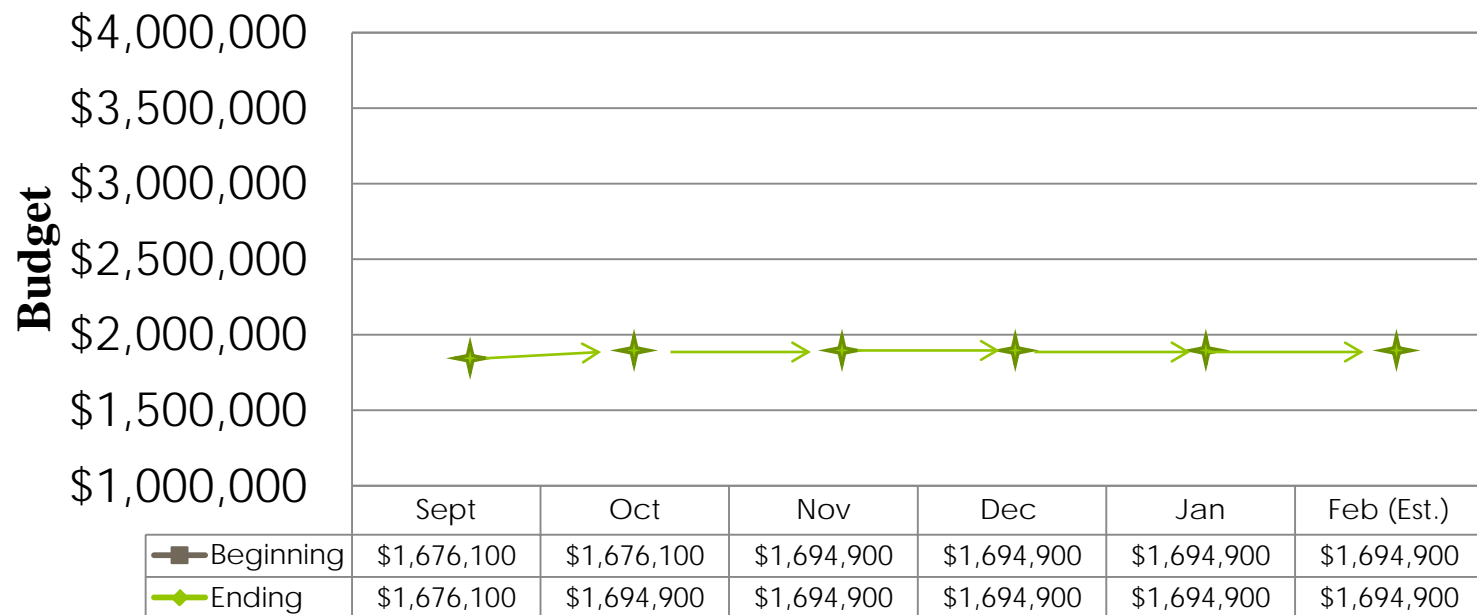 Budget
$4,000,000
$3,500,000
$3,000,000
$2,500,000
$2,000,000
$1,500,000
$1,000,000
Sept Oct Nov Dec Jan Feb (Est.)
Beginning $1,676,100 $1,676,100 $1,694,900 $1,694,900 $1,694,900 $1,694,900
Ending $1,676,100 $1,694,900 $1,694,900 $1,694,900 $1,694,900 $1,694,900